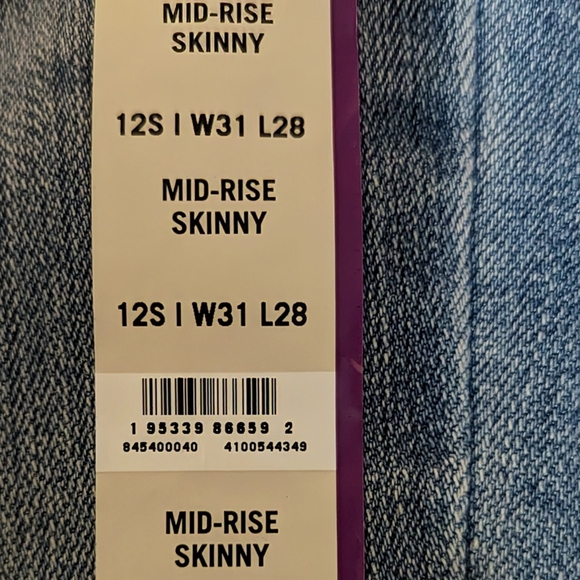 MID-RISE
SKINNY
12S | W31 L28
MID-RISE
SKINNY
12S | W31 L28
1 95339 86659 2
845400040 4100544349
MID-RISE
SKINNY